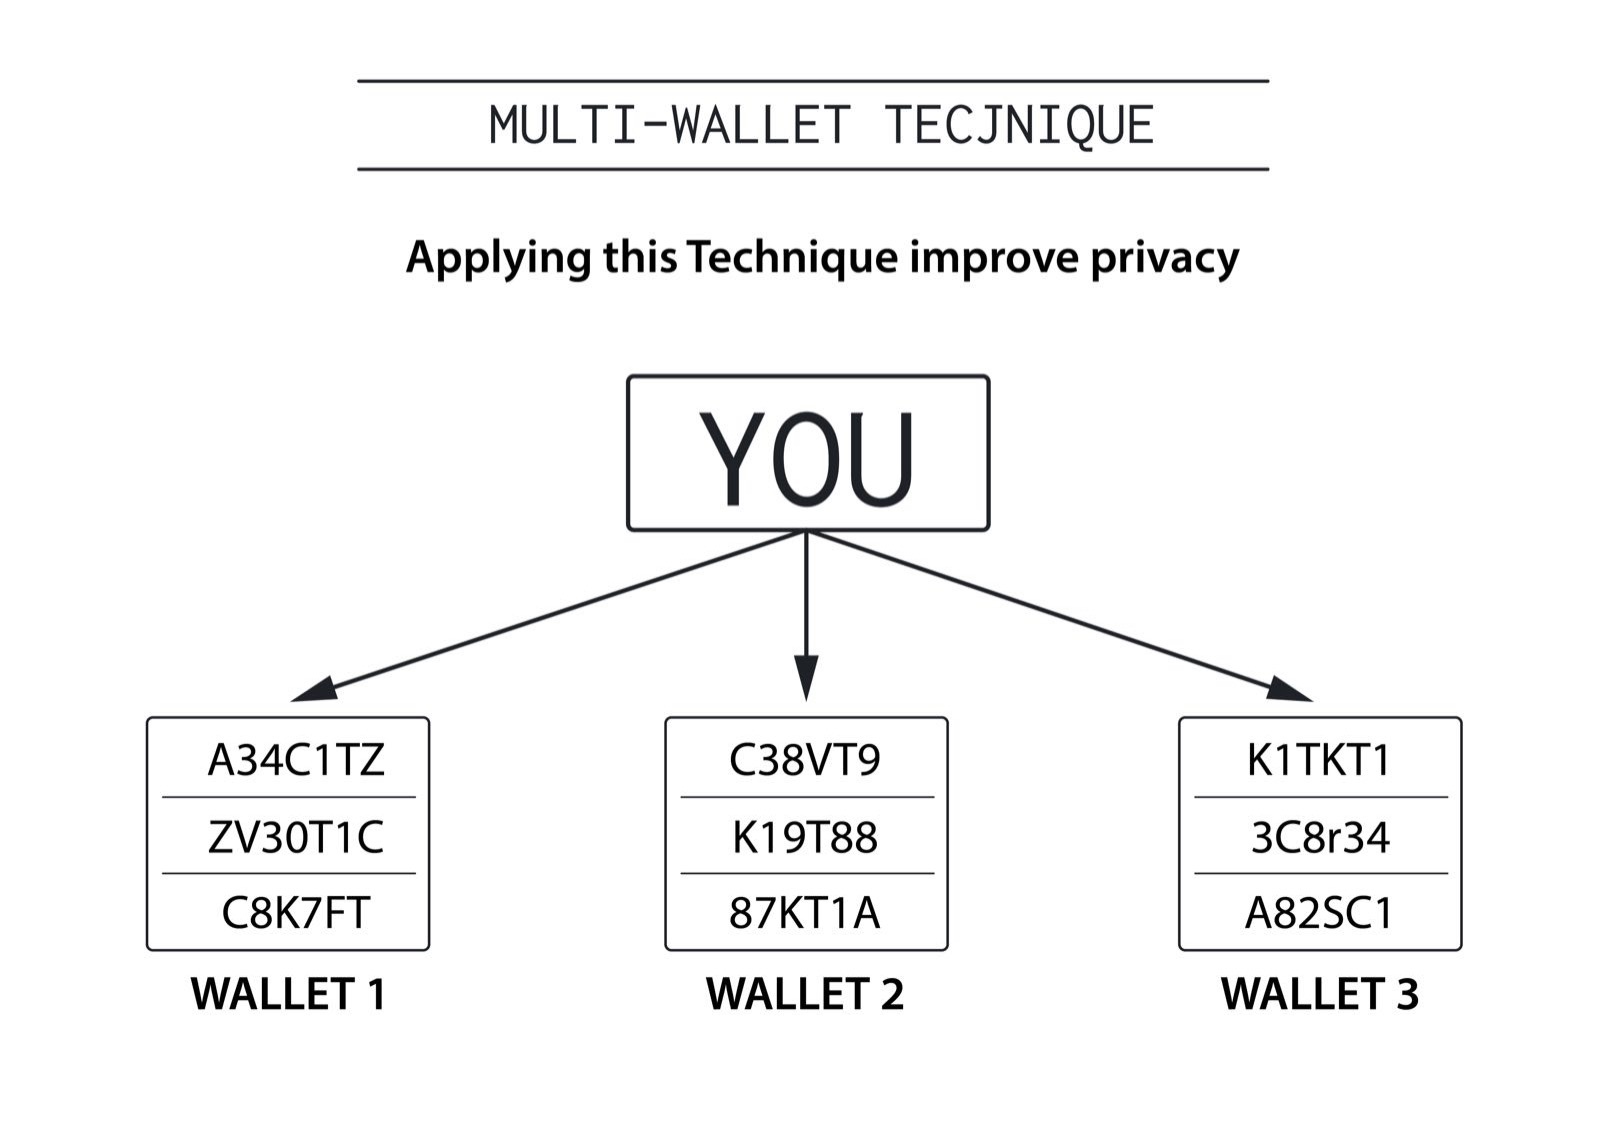 MULTI-WALLET TECJNIQUE
Applying this Technique improve privacy
YOU
A34C1TZ
ZV30T1C
C8K7FT
WALLET 1
C38VT9
K19T88
87KT1A
WALLET 2
K1TKT1
3C8r34
A82SC1
WALLET 3